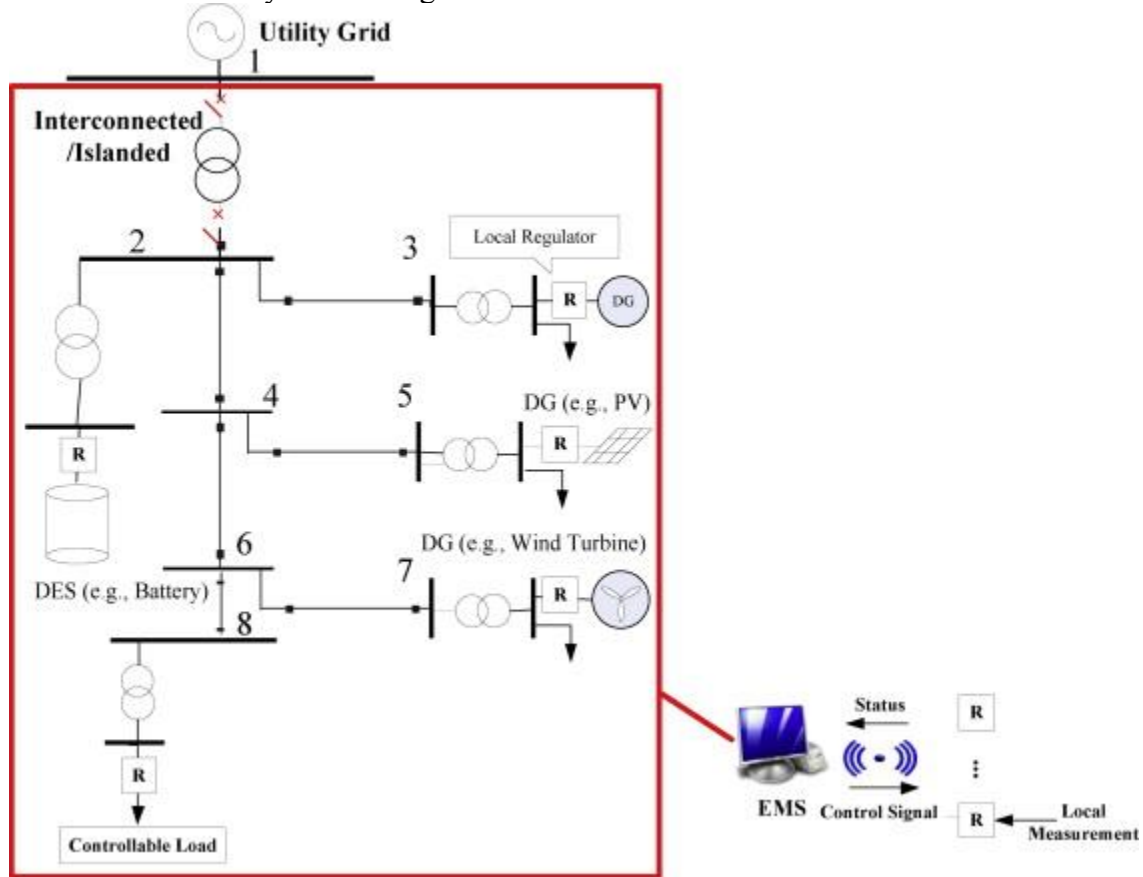 Utility Grid
1
Interconnected
/Islanded
2
3
Local Regulator
R
DG
4
5
DG (e.g., PV)
R
R
6
7
DG (e.g., Wind Turbine)
DES (e.g., Battery)
R
8
R
Controllable Load
Status
R
EMS
Control Signal
R
Local
Measurement